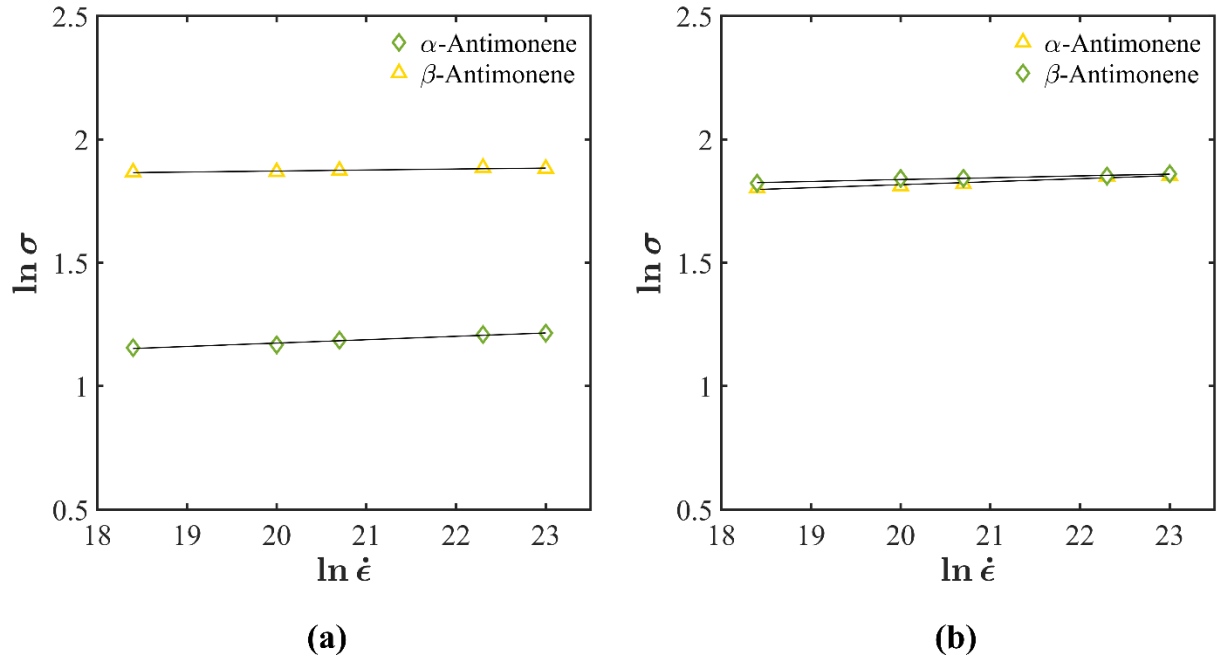 2.5
α-Antimonene
β-Antimonene
2
ln σ
1.5
1
0.5
18 19 20 21 22 23
ln ϵ̇
(a)
2.5
α-Antimonene
β-Antimonene
2
ln σ
1.5
1
0.5
18 19 20 21 22 23
ln ϵ̇
(b)